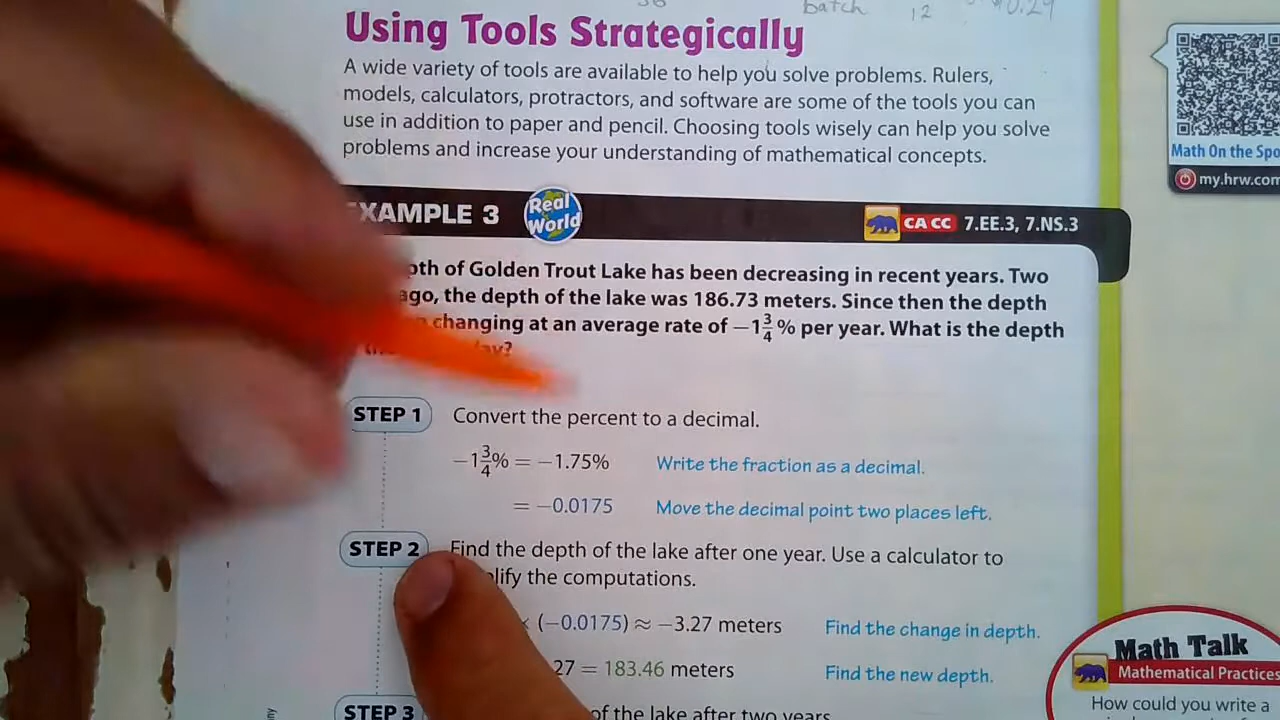 batch 12
Using Tools Strategically
A wide variety of tools are available to help you solve problems. Rulers,
models, calculators, protractors, and software are some of the tools you can
use in addition to paper and pencil. Choosing tools wisely can help you solve
problems and increase your understanding of mathematical concepts.
Math On the Spo
my.hrw.com
XAMPLE 3 Real World CA CC 7.EE.3, 7.NS.3
pth of Golden Trout Lake has been decreasing in recent years. Two
ago, the depth of the lake was 186.73 meters. Since then the depth
changing at an average rate of −1 3/4 % per year. What is the depth
STEP 1 Convert the percent to a decimal.
−1 3/4% = −1.75% Write the fraction as a decimal.
= −0.0175 Move the decimal point two places left.
STEP 2 Find the depth of the lake after one year. Use a calculator to
lify the computations.
× (−0.0175) ≈ −3.27 meters Find the change in depth.
27 = 183.46 meters Find the new depth.
STEP 3 of the lake after two years
Math Talk
Mathematical Practices
How could you write a